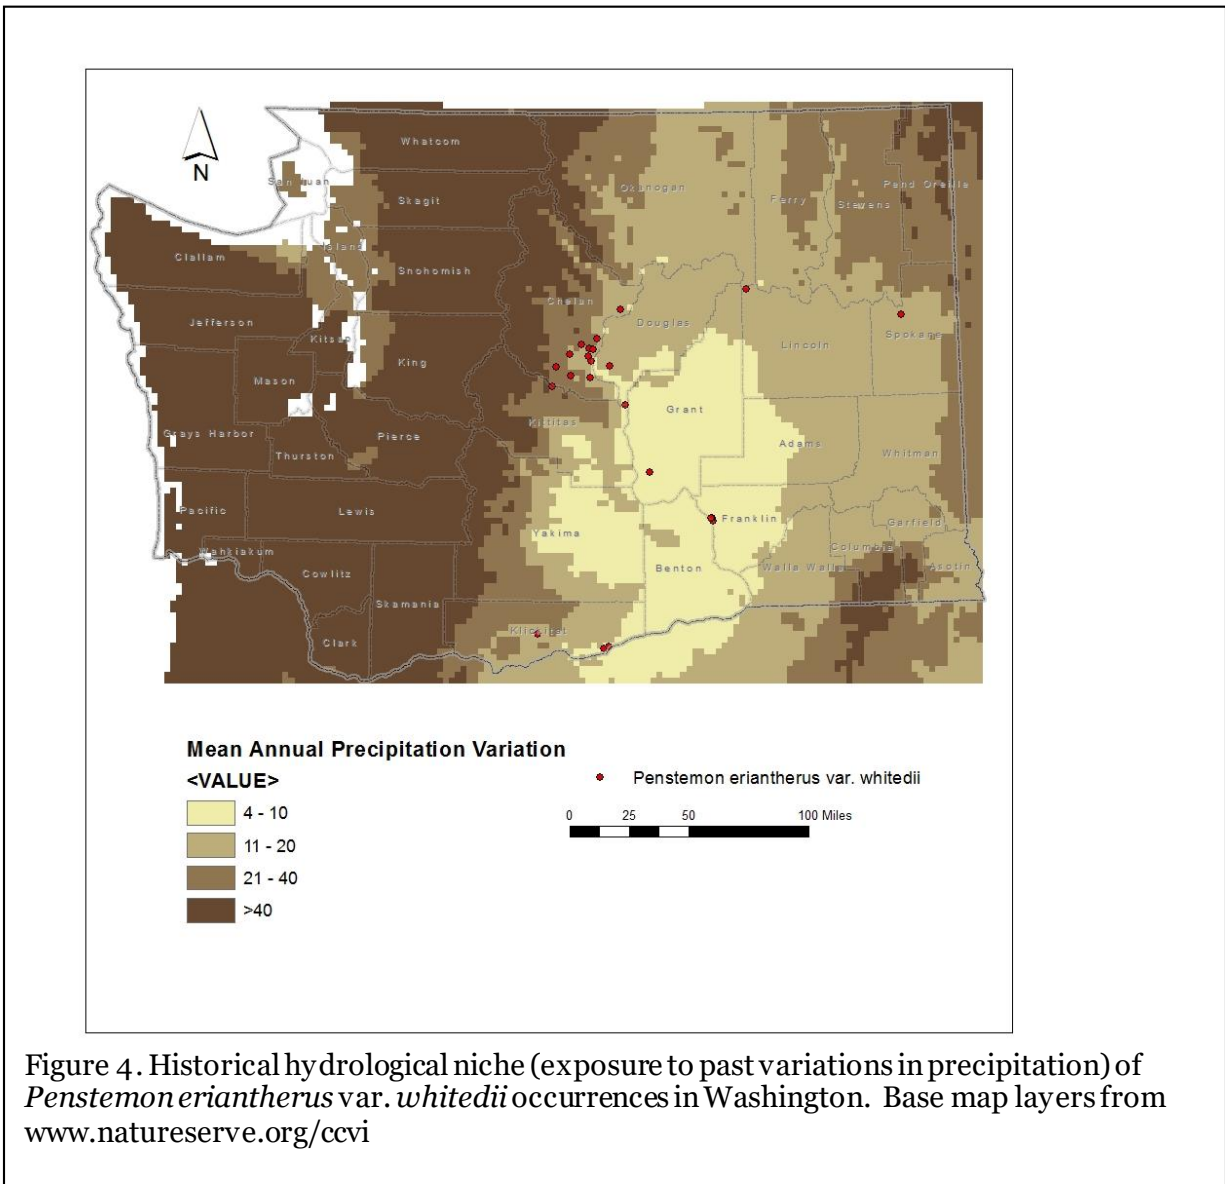 Whatcom
Okanogan
Pend Oreille
San Juan
Skagit
Ferry
Stevens
Island
Clallam
Snohomish
Chelan
Jefferson
Douglas
Spokane
Kitsap
Lincoln
King
Mason
Grant
Kittitas
Grays Harbor
Pierce
Adams
Thurston
Whitman
Pacific
Lewis
Franklin
Garfield
Yakima
Wahkiakum
Columbia
Cowlitz
Benton
Walla Walla
Asotin
Skamania
Klickitat
Clark
N
Mean Annual Precipitation Variation
<VALUE>
4 - 10
11 - 20
21 - 40
>40
Penstemon eriantherus var. whitedii
0 25 50 100 Miles
Figure 4. Historical hydrological niche (exposure to past variations in precipitation) of
Penstemon eriantherus var. whitedii occurrences in Washington. Base map layers from
www.natureserve.org/ccvi